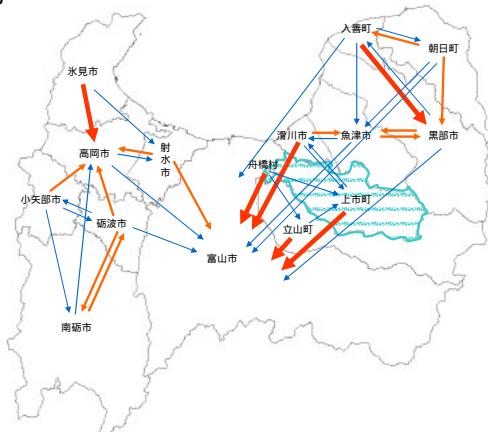 入善町
朝日町
氷見市
滑川市
魚津市
黒部市
高岡市
射水市
舟橋村
小矢部市
上市町
砺波市
立山町
富山市
南砺市